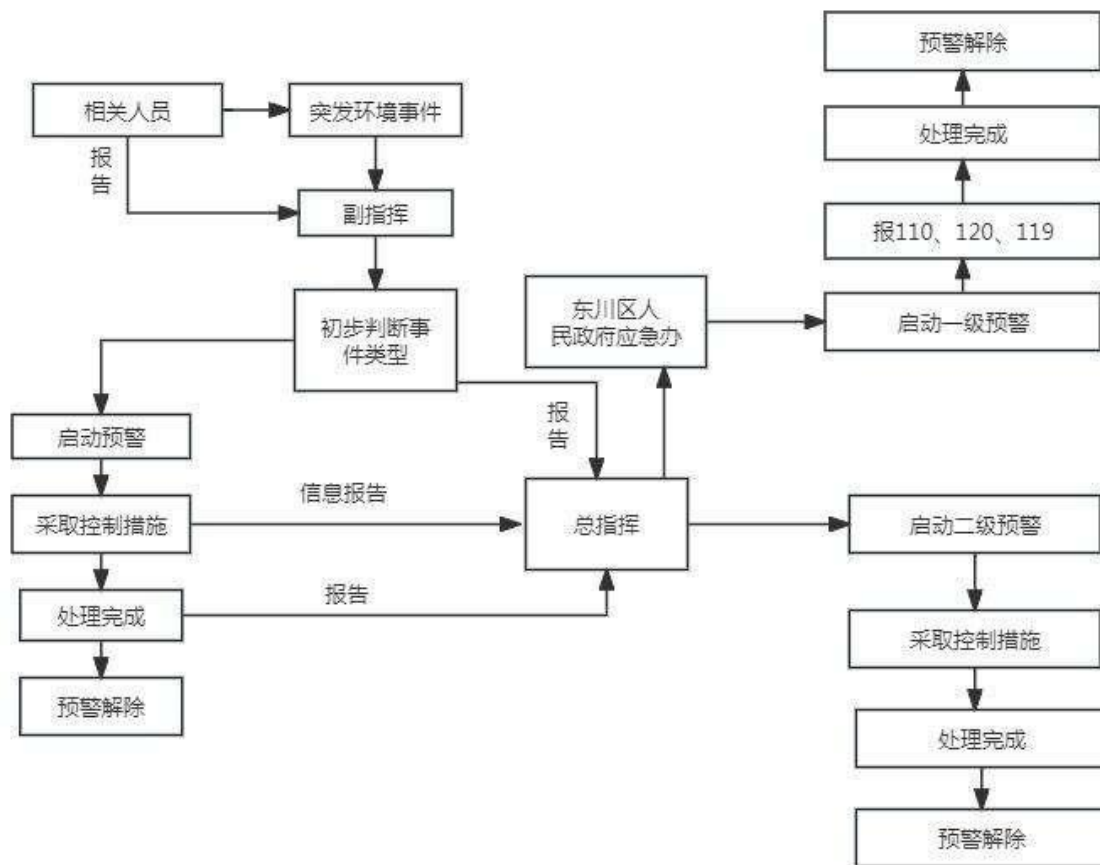 预警解除
相关人员
突发环境事件
处理完成
报
告
副指挥
报110、120、119
初步判断事
件类型
东川区人
民政府应急办
启动一级预警
启动预警
报
告
采取控制措施
信息报告
总指挥
启动二级预警
处理完成
报告
采取控制措施
预警解除
处理完成
预警解除